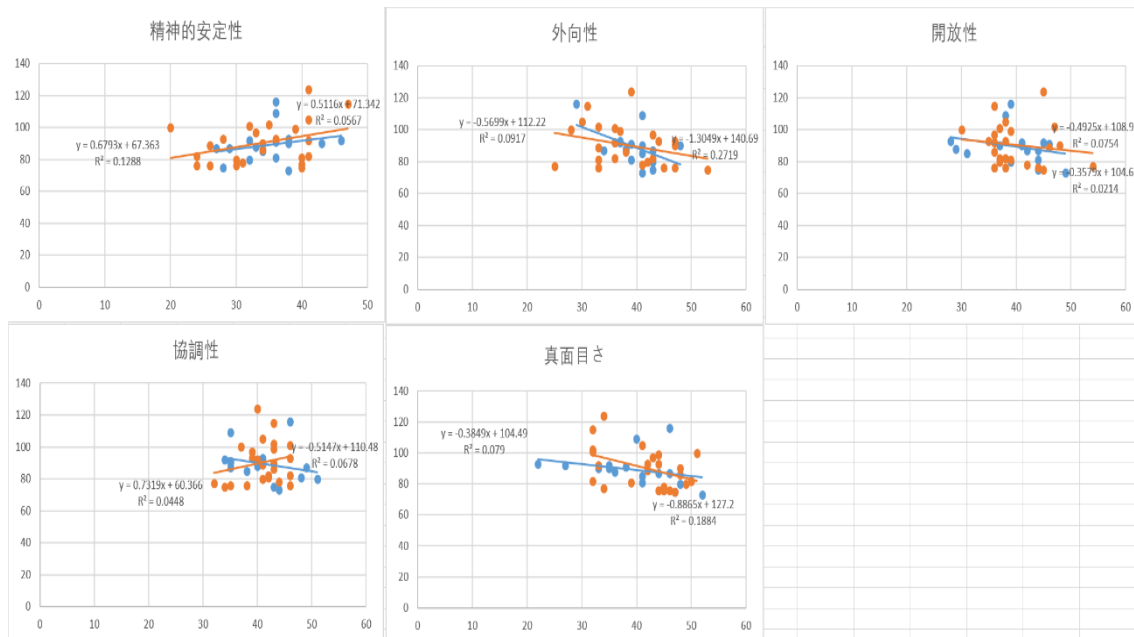 精神的安定性
140
120
100
80
60
40
20
0
0 10 20 30 40 50
y = 0.5116x + 71.342
R² = 0.0567
y = 0.6793x + 67.363
R² = 0.1288
外向性
140
120
100
80
60
40
20
0
0 10 20 30 40 50 60
y = -0.5699x + 112.22
R² = 0.0917
y = -1.3049x + 140.69
R² = 0.2719
開放性
140
120
100
80
60
40
20
0
0 10 20 30 40 50 60
y = -0.4925x + 108.9
R² = 0.0754
y = -0.3579x + 104.6
R² = 0.0214
協調性
140
120
100
80
60
40
20
0
0 10 20 30 40 50 60
y = -0.5147x + 110.48
R² = 0.0678
y = 0.7319x + 60.366
R² = 0.0448
真面目さ
140
120
100
80
60
40
20
0
0 10 20 30 40 50 60
y = -0.3849x + 104.49
R² = 0.079
y = -0.8865x + 127.2
R² = 0.1884